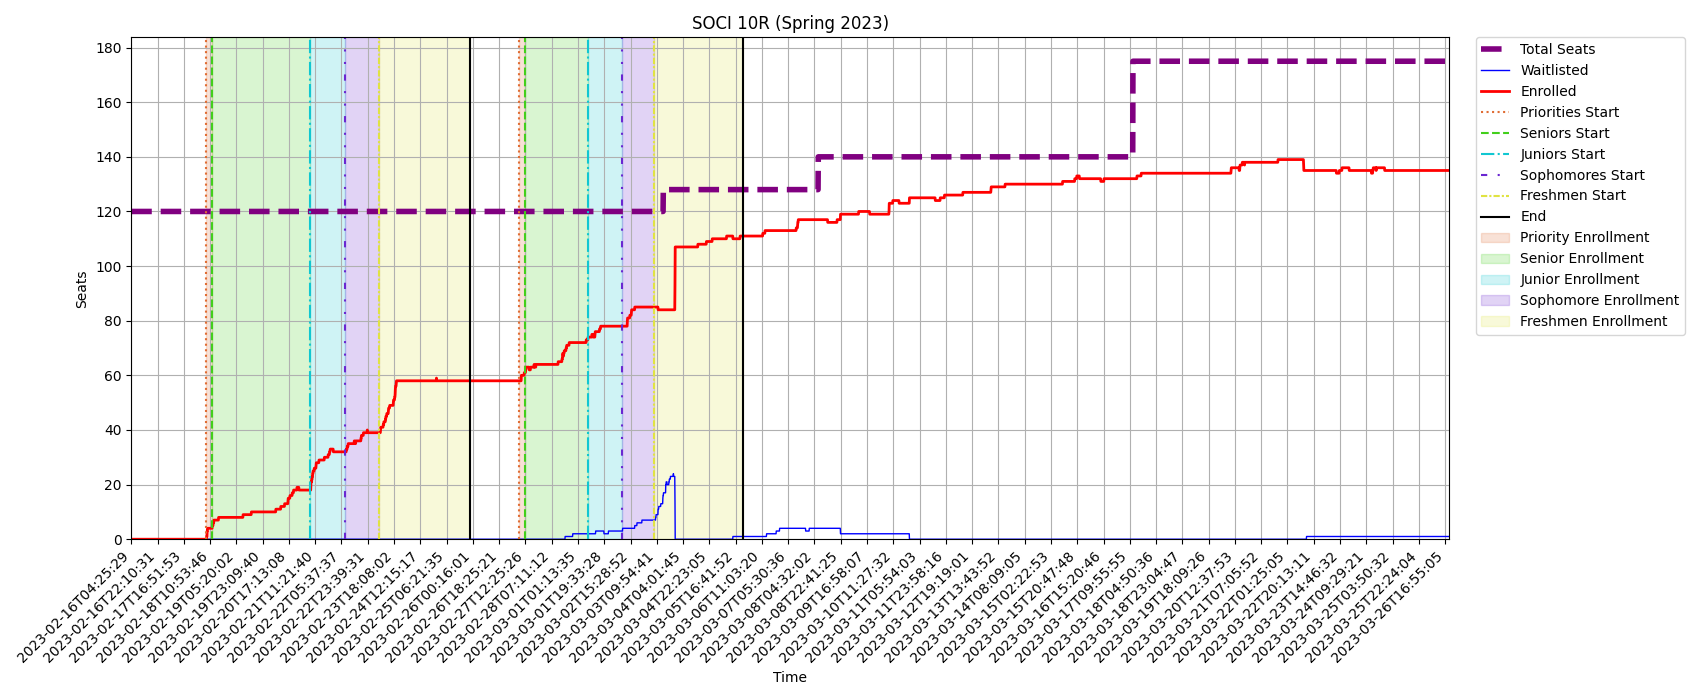 SOCI 10R (Spring 2023)
180
160
140
120
100
80
60
40
20
0
Seats
2023-02-16T04:25:29
2023-02-16T22:10:31
2023-02-17T16:51:53
2023-02-18T10:53:46
2023-02-19T05:20:02
2023-02-19T23:09:40
2023-02-20T17:13:08
2023-02-21T11:21:40
2023-02-22T05:37:37
2023-02-22T23:39:31
2023-02-23T18:08:02
2023-02-24T12:15:17
2023-02-25T06:21:35
2023-02-26T00:16:01
2023-02-26T18:25:21
2023-02-27T12:25:26
2023-02-28T07:11:12
2023-03-01T01:13:35
2023-03-01T19:33:28
2023-03-02T15:28:52
2023-03-03T09:54:41
2023-03-04T04:01:45
2023-03-04T22:23:05
2023-03-05T16:41:52
2023-03-06T11:03:20
2023-03-07T05:30:36
2023-03-08T04:32:02
2023-03-08T22:41:25
2023-03-09T16:58:07
2023-03-10T11:27:32
2023-03-11T05:54:03
2023-03-11T23:58:16
2023-03-12T19:19:01
2023-03-13T13:43:52
2023-03-14T08:09:05
2023-03-15T02:22:53
2023-03-15T20:47:48
2023-03-16T15:20:46
2023-03-17T09:55:55
2023-03-18T04:50:36
2023-03-18T23:04:47
2023-03-19T18:09:26
2023-03-20T12:37:53
2023-03-21T07:05:52
2023-03-22T01:25:05
2023-03-22T20:13:11
2023-03-23T14:46:32
2023-03-24T09:29:21
2023-03-25T03:50:32
2023-03-25T22:24:04
2023-03-26T16:55:05
Time
Total Seats
Waitlisted
Enrolled
Priorities Start
Seniors Start
Juniors Start
Sophomores Start
Freshmen Start
End
Priority Enrollment
Senior Enrollment
Junior Enrollment
Sophomore Enrollment
Freshmen Enrollment